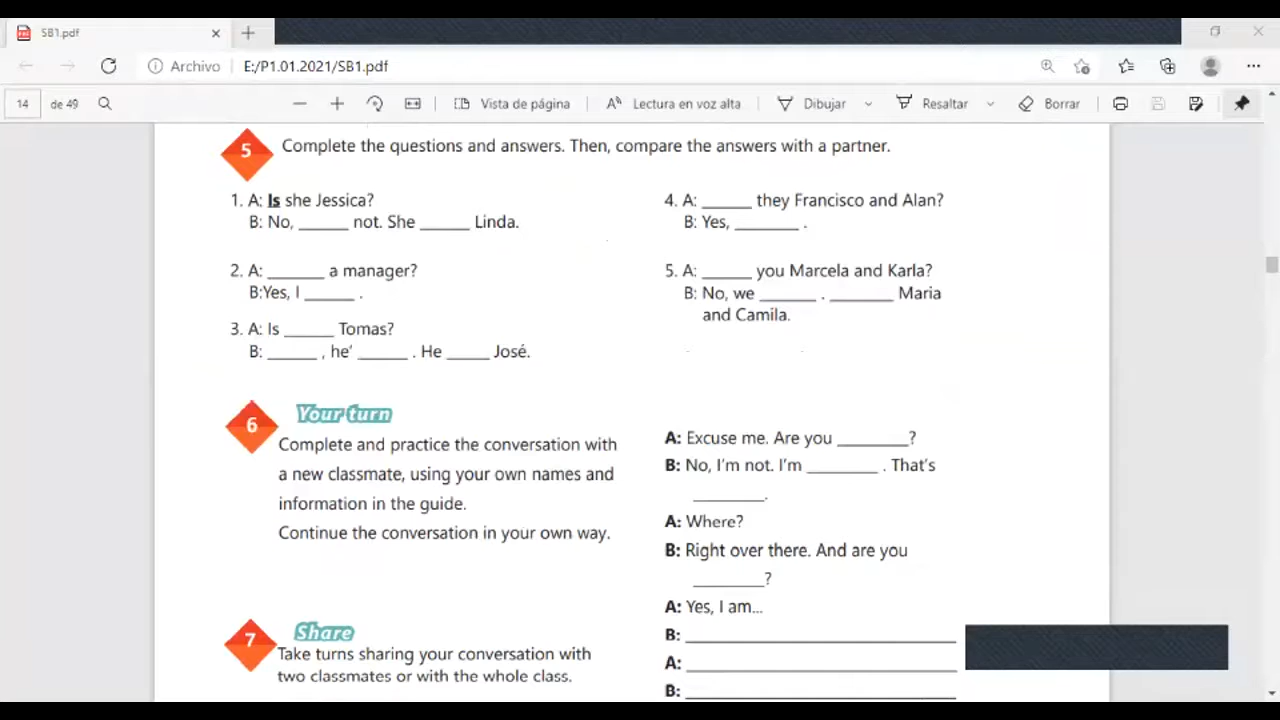 SB1.pdf
Archivo E:/P1.01.2021/SB1.pdf
14 de 49 Vista de página Lectura en voz alta Dibujar Resaltar Borrar
5 Complete the questions and answers. Then, compare the answers with a partner.
1. A: Is she Jessica?
B: No, ______ not. She ______ Linda.
2. A: _______ a manager?
B:Yes, I ______ .
3. A: Is ______ Tomas?
B: ______ , he' ______ . He _____ José.
4. A: ______ they Francisco and Alan?
B: Yes, ________ .
5. A: ______ you Marcela and Karla?
B: No, we _______ . ________ Maria
and Camila.
6 Your turn
Complete and practice the conversation with
a new classmate, using your own names and
information in the guide.
Continue the conversation in your own way.
A: Excuse me. Are you _________?
B: No, I'm not. I'm _________ . That's
_________.
A: Where?
B: Right over there. And are you
_________?
A: Yes, I am...
B: __________________________________
A: __________________________________
B: __________________________________
7 Share
Take turns sharing your conversation with
two classmates or with the whole class.